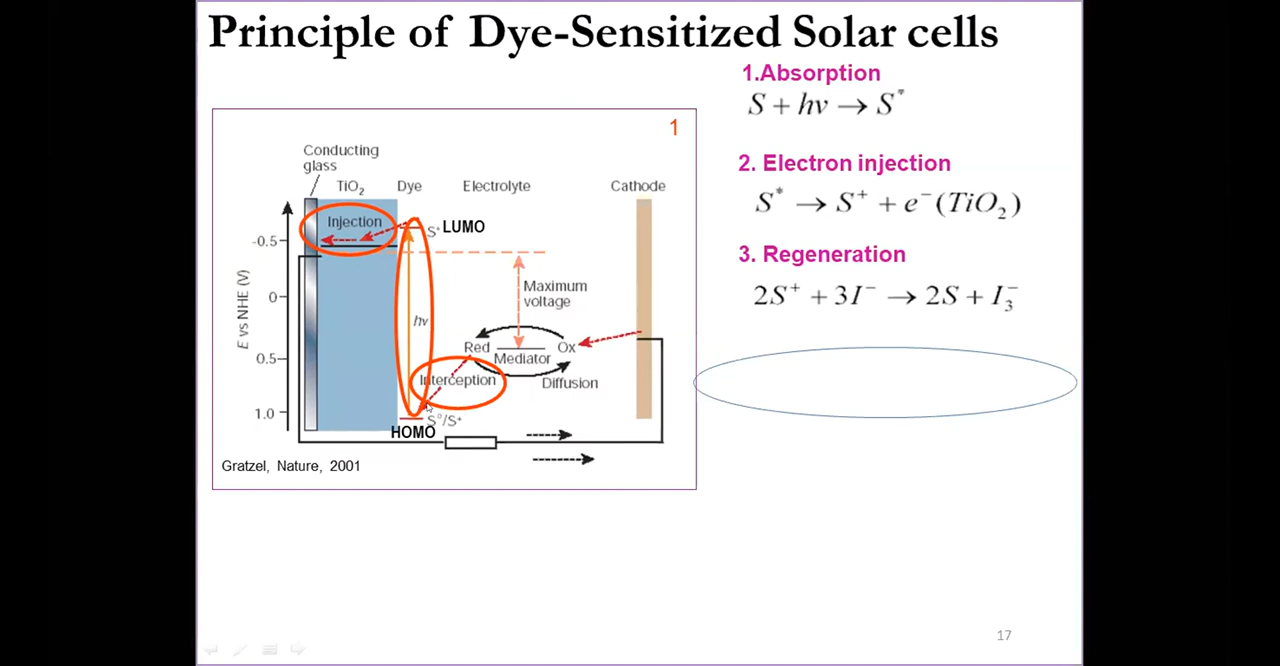 Principle of Dye-Sensitized Solar cells
1
Conducting
glass
TiO₂
Dye
Electrolyte
Cathode
Injection
S* LUMO
-0.5
0
0.5
1.0
E vs NHE (V)
hν
Maximum
voltage
Red
Ox
Mediator
Interception
Diffusion
S°/S⁺
HOMO
Gratzel, Nature, 2001
1.Absorption
S + hν → S*
2. Electron injection
S* → S⁺ + e⁻(TiO₂)
3. Regeneration
2S⁺ + 3I⁻ → 2S + I₃⁻
17